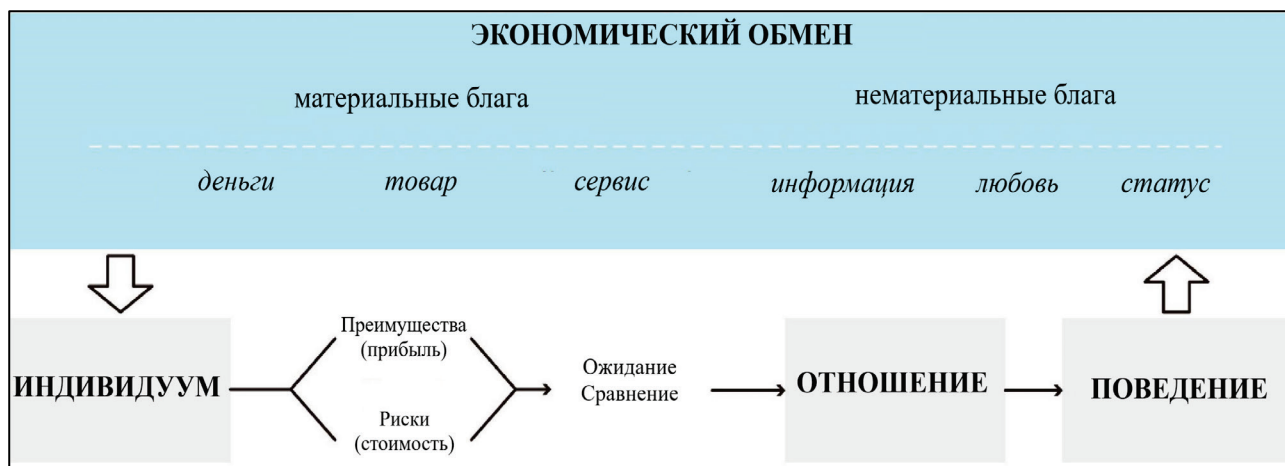 ЭКОНОМИЧЕСКИЙ ОБМЕН
материальные блага нематериальные блага
деньги товар сервис информация любовь статус
Преимущества
(прибыль)
ИНДИВИДУУМ
Риски
(стоимость)
Ожидание
Сравнение
ОТНОШЕНИЕ
ПОВЕДЕНИЕ